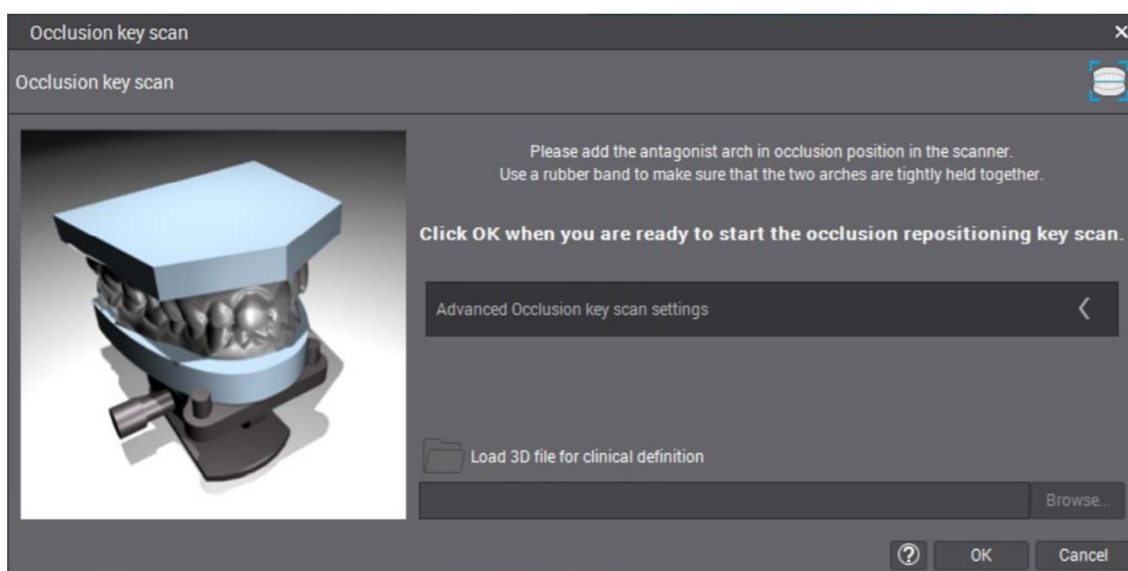 Occlusion key scan
Occlusion key scan
Please add the antagonist arch in occlusion position in the scanner.
Use a rubber band to make sure that the two arches are tightly held together.
Click OK when you are ready to start the occlusion repositioning key scan.
Advanced Occlusion key scan settings
Load 3D file for clinical definition
Browse...
? OK Cancel